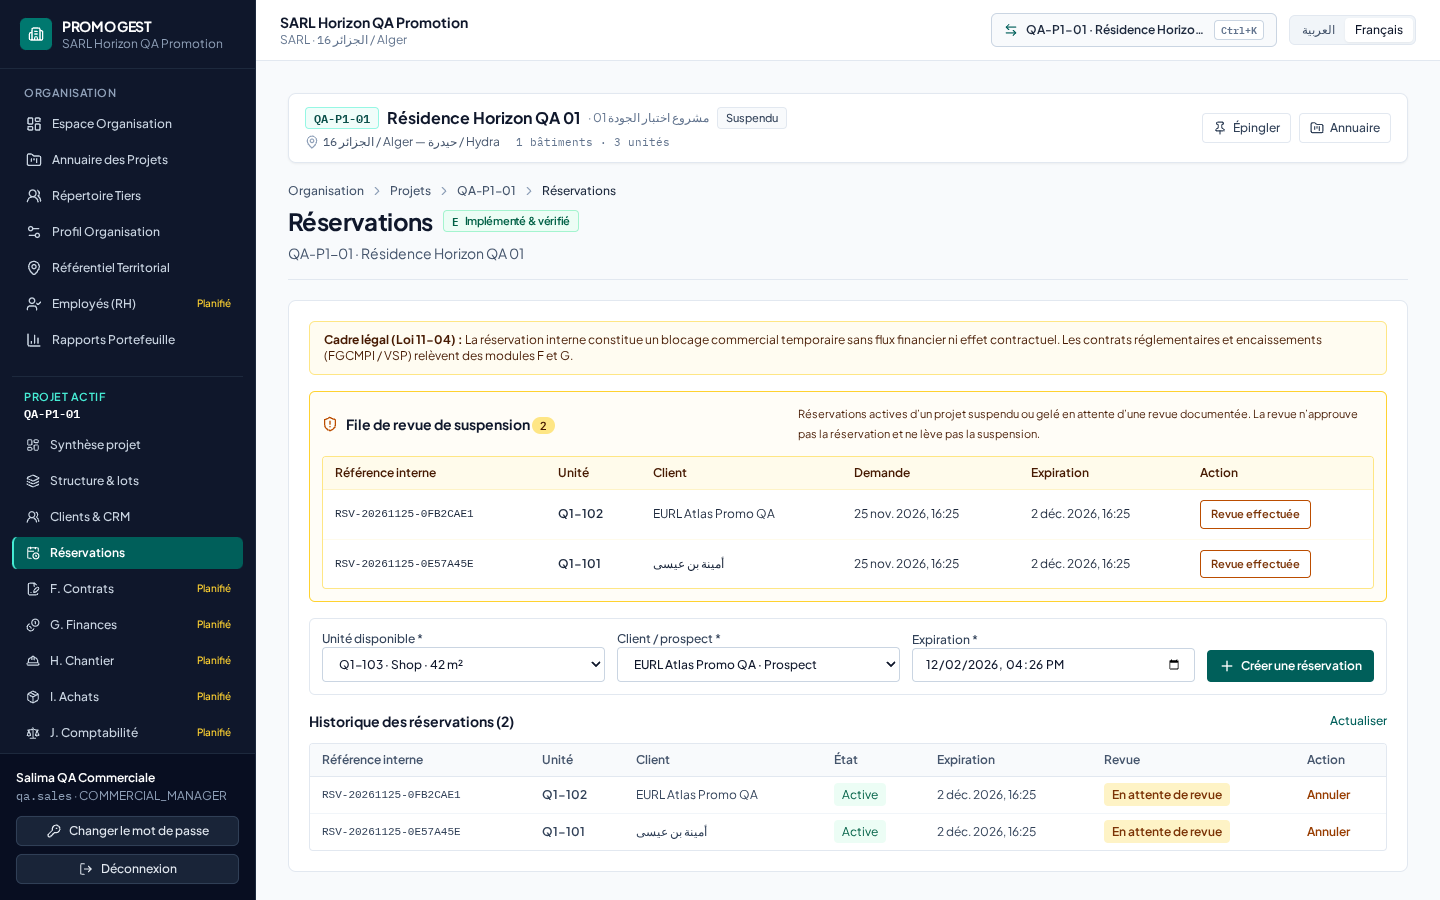 PROMOGEST
SARL Horizon QA Promotion
ORGANISATION
Espace Organisation
Annuaire des Projets
Répertoire Tiers
Profil Organisation
Référentiel Territorial
Employés (RH) Planifié
Rapports Portefeuille
PROJET ACTIF
QA-P1-01
Synthèse projet
Structure & lots
Clients & CRM
Réservations
F. Contrats Planifié
G. Finances Planifié
H. Chantier Planifié
I. Achats Planifié
J. Comptabilité Planifié
Salima QA Commerciale
qa.sales · COMMERCIAL_MANAGER
Changer le mot de passe
Déconnexion
SARL Horizon QA Promotion
SARL · 16 الجزائر / Alger
QA-P1-01 · Résidence Horizo... Ctrl+K
العربية Français
QA-P1-01 Résidence Horizon QA 01 · مشروع اختبار الجودة 01 Suspendu
16 الجزائر / Alger — حيدرة / Hydra 1 bâtiments · 3 unités
Épingler Annuaire
Organisation Projets QA-P1-01 Réservations
Réservations E Implémenté & vérifié
QA-P1-01 · Résidence Horizon QA 01
Cadre légal (Loi 11-04) : La réservation interne constitue un blocage commercial temporaire sans flux financier ni effet contractuel. Les contrats réglementaires et encaissements
(FGCMPI / VSP) relèvent des modules F et G.
File de revue de suspension 2
Réservations actives d'un projet suspendu ou gelé en attente d'une revue documentée. La revue n'approuve
pas la réservation et ne lève pas la suspension.
Référence interne Unité Client Demande Expiration Action
RSV-20261125-0FB2CAE1 Q1-102 EURL Atlas Promo QA 25 nov. 2026, 16:25 2 déc. 2026, 16:25 Revue effectuée
RSV-20261125-0E57A45E Q1-101 أمينة بن عيسى 25 nov. 2026, 16:25 2 déc. 2026, 16:25 Revue effectuée
Unité disponible * Client / prospect * Expiration *
Q1-103 · Shop · 42 m² EURL Atlas Promo QA · Prospect 12/02/2026, 04:26 PM Créer une réservation
Historique des réservations (2) Actualiser
Référence interne Unité Client État Expiration Revue Action
RSV-20261125-0FB2CAE1 Q1-102 EURL Atlas Promo QA Active 2 déc. 2026, 16:25 En attente de revue Annuler
RSV-20261125-0E57A45E Q1-101 أمينة بن عيسى Active 2 déc. 2026, 16:25 En attente de revue Annuler